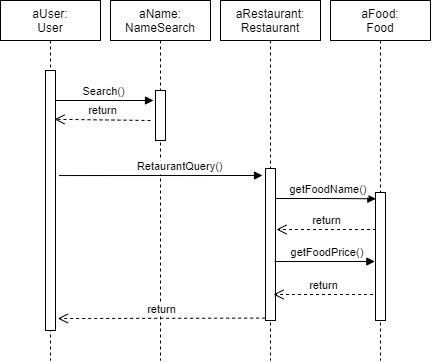 aUser:
User
aName:
NameSearch
aRestaurant:
Restaurant
aFood:
Food
Search()
return
RetaurantQuery()
getFoodName()
return
getFoodPrice()
return
return